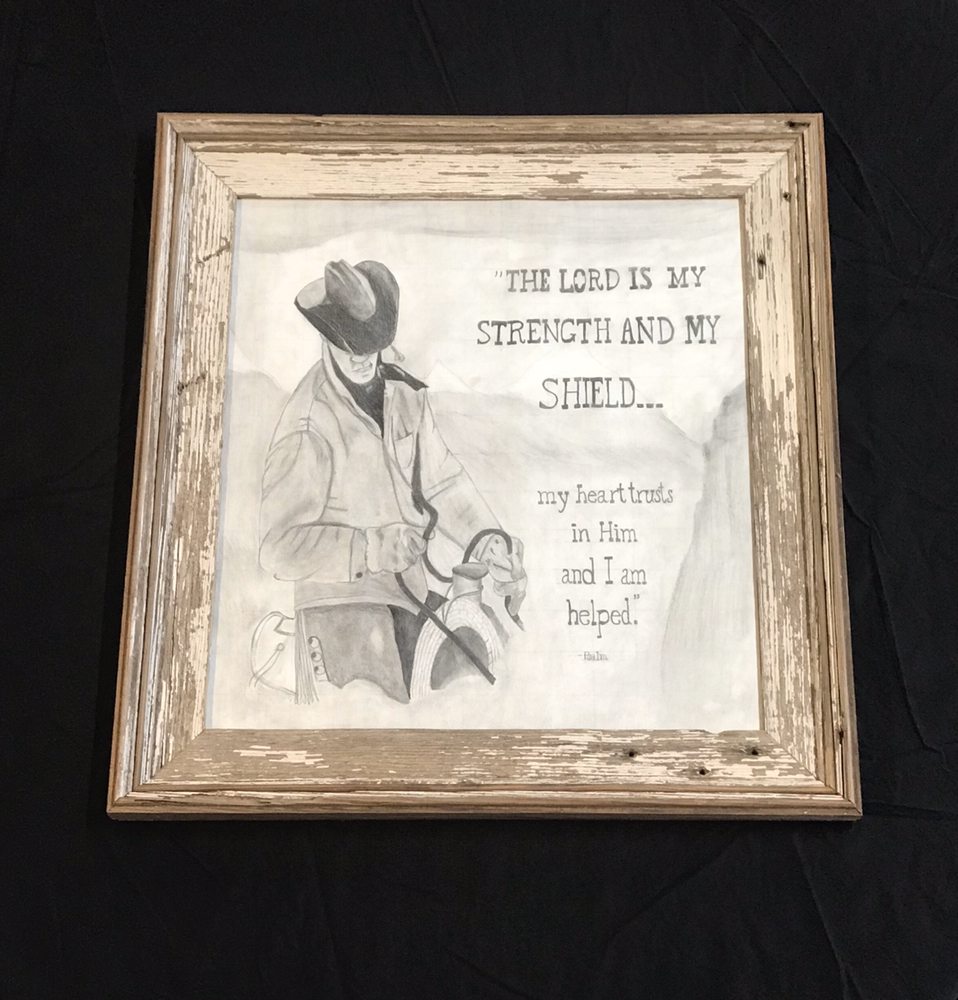 "THE LORD IS MY
STRENGTH AND MY
SHIELD...
my heart trusts
in Him
and I am
helped."